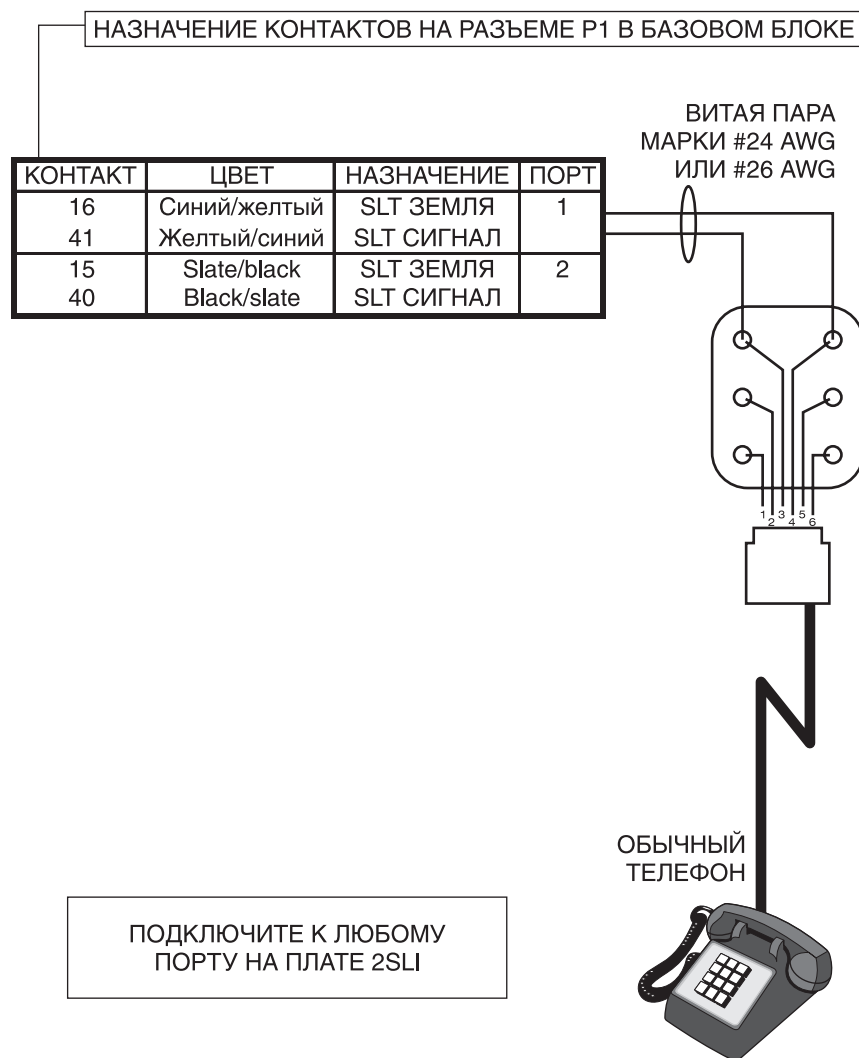 НАЗНАЧЕНИЕ КОНТАКТОВ НА РАЗЪЕМЕ P1 В БАЗОВОМ БЛОКЕ
ВИТАЯ ПАРА
МАРКИ #24 AWG
ИЛИ #26 AWG
КОНТАКТ ЦВЕТ НАЗНАЧЕНИЕ ПОРТ
16 Синий/желтый SLT ЗЕМЛЯ 1
41 Желтый/синий SLT СИГНАЛ
15 Slate/black SLT ЗЕМЛЯ 2
40 Black/slate SLT СИГНАЛ
1 2 3 4 5 6
ОБЫЧНЫЙ
ТЕЛЕФОН
ПОДКЛЮЧИТЕ К ЛЮБОМУ
ПОРТУ НА ПЛАТЕ 2SLI